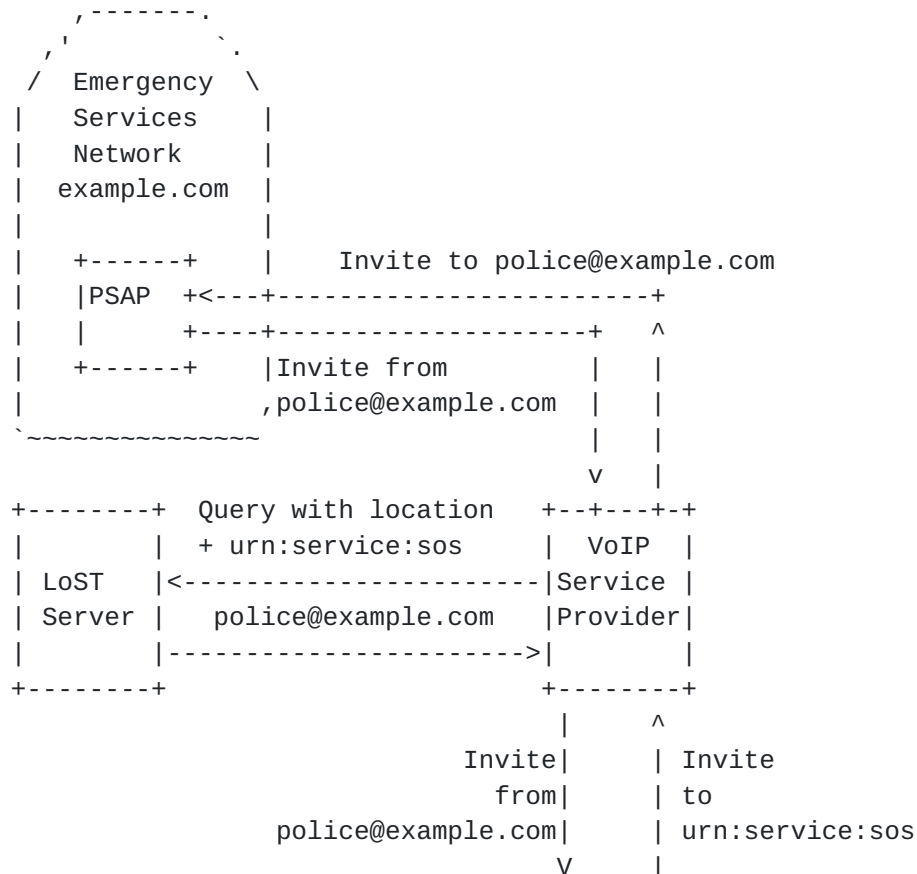 ,-------.
      ,'         `.
     /  Emergency  \
    |   Services    |
    |   Network     |
    |  example.com  |
    |               |
    |   +------+    |    Invite to police@example.com
    |   |PSAP  +<---+------------------------+
    |   |      +----+--------------------+   ^
    |   +------+    |Invite from         |   |
    |               ,police@example.com  |   |
    `~~~~~~~~~~~~~~~                     |   |
                                         v   |
    +--------+  Query with location   +--+---+-+
    |        |  + urn:service:sos     |  VoIP  |
    | LoST   |<-----------------------|Service |
    | Server |   police@example.com   |Provider|
    |        |----------------------->|        |
    +--------+                        +--------+
                                       |     ^
                                 Invite|     | Invite
                                   from|     | to
                     police@example.com|     | urn:service:sos
                                       V     |